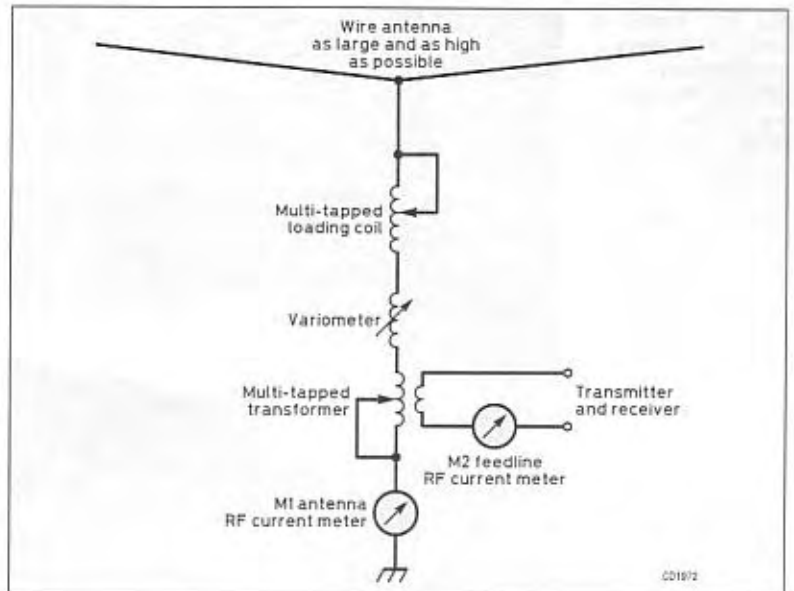 Wire antenna
as large and as high
as possible
Multi-tapped
loading coil
Variometer
Multi-tapped
transformer
Transmitter
and receiver
M2 feedline
RF current meter
M1 antenna
RF current meter
CD1972